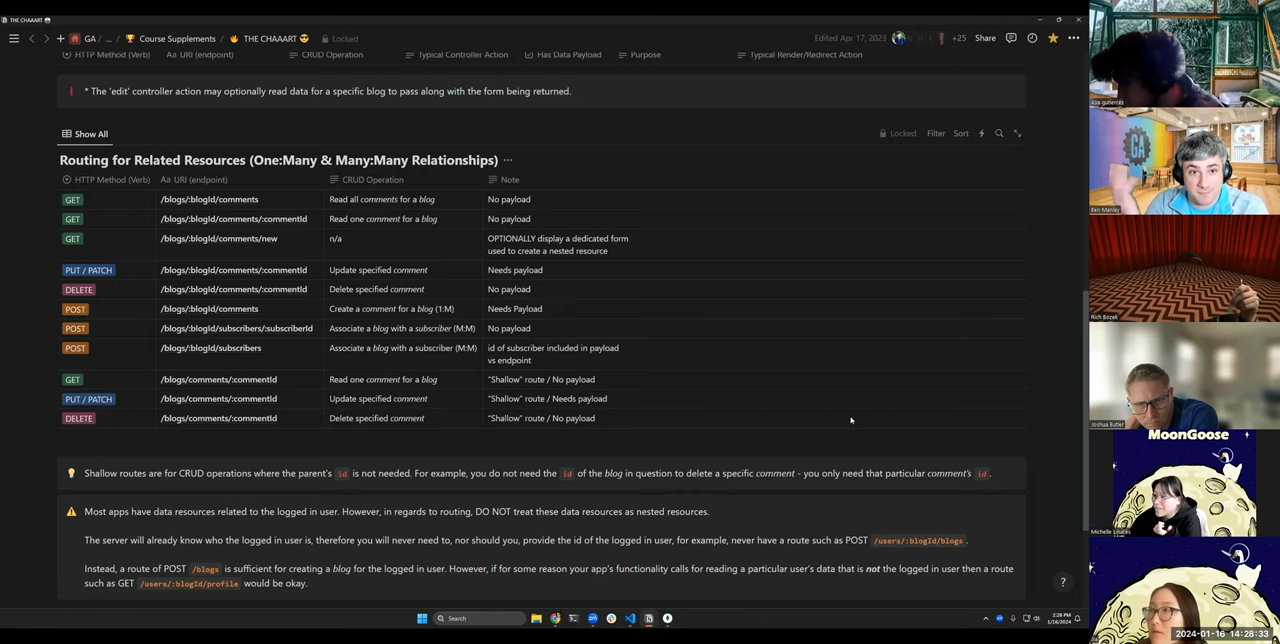 THE CHAAART 😎
GA / ... / 🏆 Course Supplements / 🔥 THE CHAAART 😎 Locked
Edited Apr 17, 2023 +25 Share
HTTP Method (Verb) Aa URI (endpoint) CRUD Operation Typical Controller Action Has Data Payload Purpose Typical Render/Redirect Action
* The 'edit' controller action may optionally read data for a specific blog to pass along with the form being returned.
Show All Locked Filter Sort
Routing for Related Resources (One:Many & Many:Many Relationships) ...
HTTP Method (Verb) Aa URI (endpoint) CRUD Operation Note
GET /blogs/:blogId/comments Read all comments for a blog No payload
GET /blogs/:blogId/comments/:commentId Read one comment for a blog No payload
GET /blogs/:blogId/comments/new n/a OPTIONALLY display a dedicated form
used to create a nested resource
PUT / PATCH /blogs/:blogId/comments/:commentId Update specified comment Needs payload
DELETE /blogs/:blogId/comments/:commentId Delete specified comment No payload
POST /blogs/:blogId/comments Create a comment for a blog (1:M) Needs Payload
POST /blogs/:blogId/subscribers/:subscriberId Associate a blog with a subscriber (M:M) No payload
POST /blogs/:blogId/subscribers Associate a blog with a subscriber (M:M) id of subscriber included in payload
vs endpoint
GET /blogs/comments/:commentId Read one comment for a blog "Shallow" route / No payload
PUT / PATCH /blogs/comments/:commentId Update specified comment "Shallow" route / Needs payload
DELETE /blogs/comments/:commentId Delete specified comment "Shallow" route / No payload
Shallow routes are for CRUD operations where the parent's id is not needed. For example, you do not need the id of the blog in question to delete a specific comment - you only need that particular comment's id.
Most apps have data resources related to the logged in user. However, in regards to routing, DO NOT treat these data resources as nested resources.
The server will already know who the logged in user is, therefore you will never need to, nor should you, provide the id of the logged in user, for example, never have a route such as POST /users/:blogId/blogs.
Instead, a route of POST /blogs is sufficient for creating a blog for the logged in user. However, if for some reason your app's functionality calls for reading a particular user's data that is not the logged in user then a route
such as GET /users/:blogId/profile would be okay.
?
Search
2:28 PM
1/16/2024
Asa gutierrez
GA
Ben Manley
Rich Bozek
Joshua Butler
MoonGoose
Michelle
2024-01-16 14:28:33